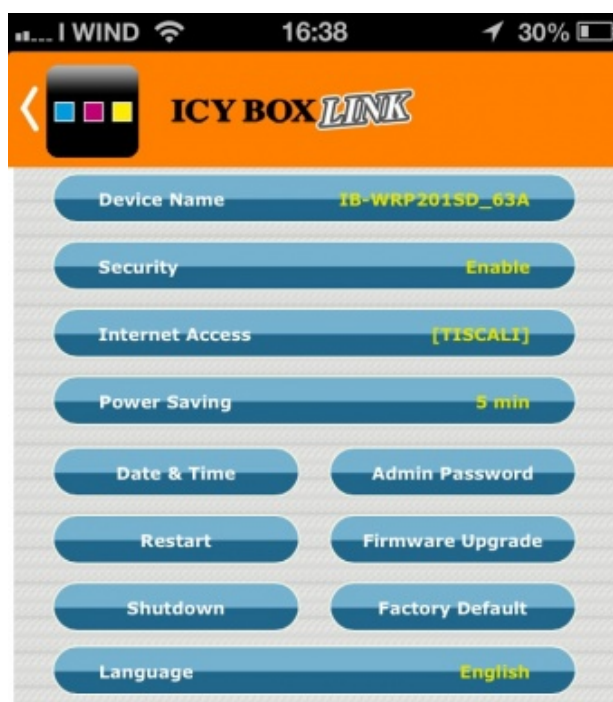 I WIND 16:38 30%
ICY BOX LINK
Device Name IB-WRP201SD_63A
Security Enable
Internet Access [TISCALI]
Power Saving 5 min
Date & Time Admin Password
Restart Firmware Upgrade
Shutdown Factory Default
Language English